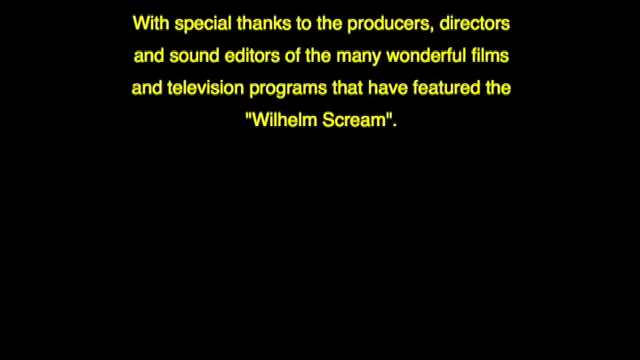 With special thanks to the producers, directors
and sound editors of the many wonderful films
and television programs that have featured the
"Wilhelm Scream".